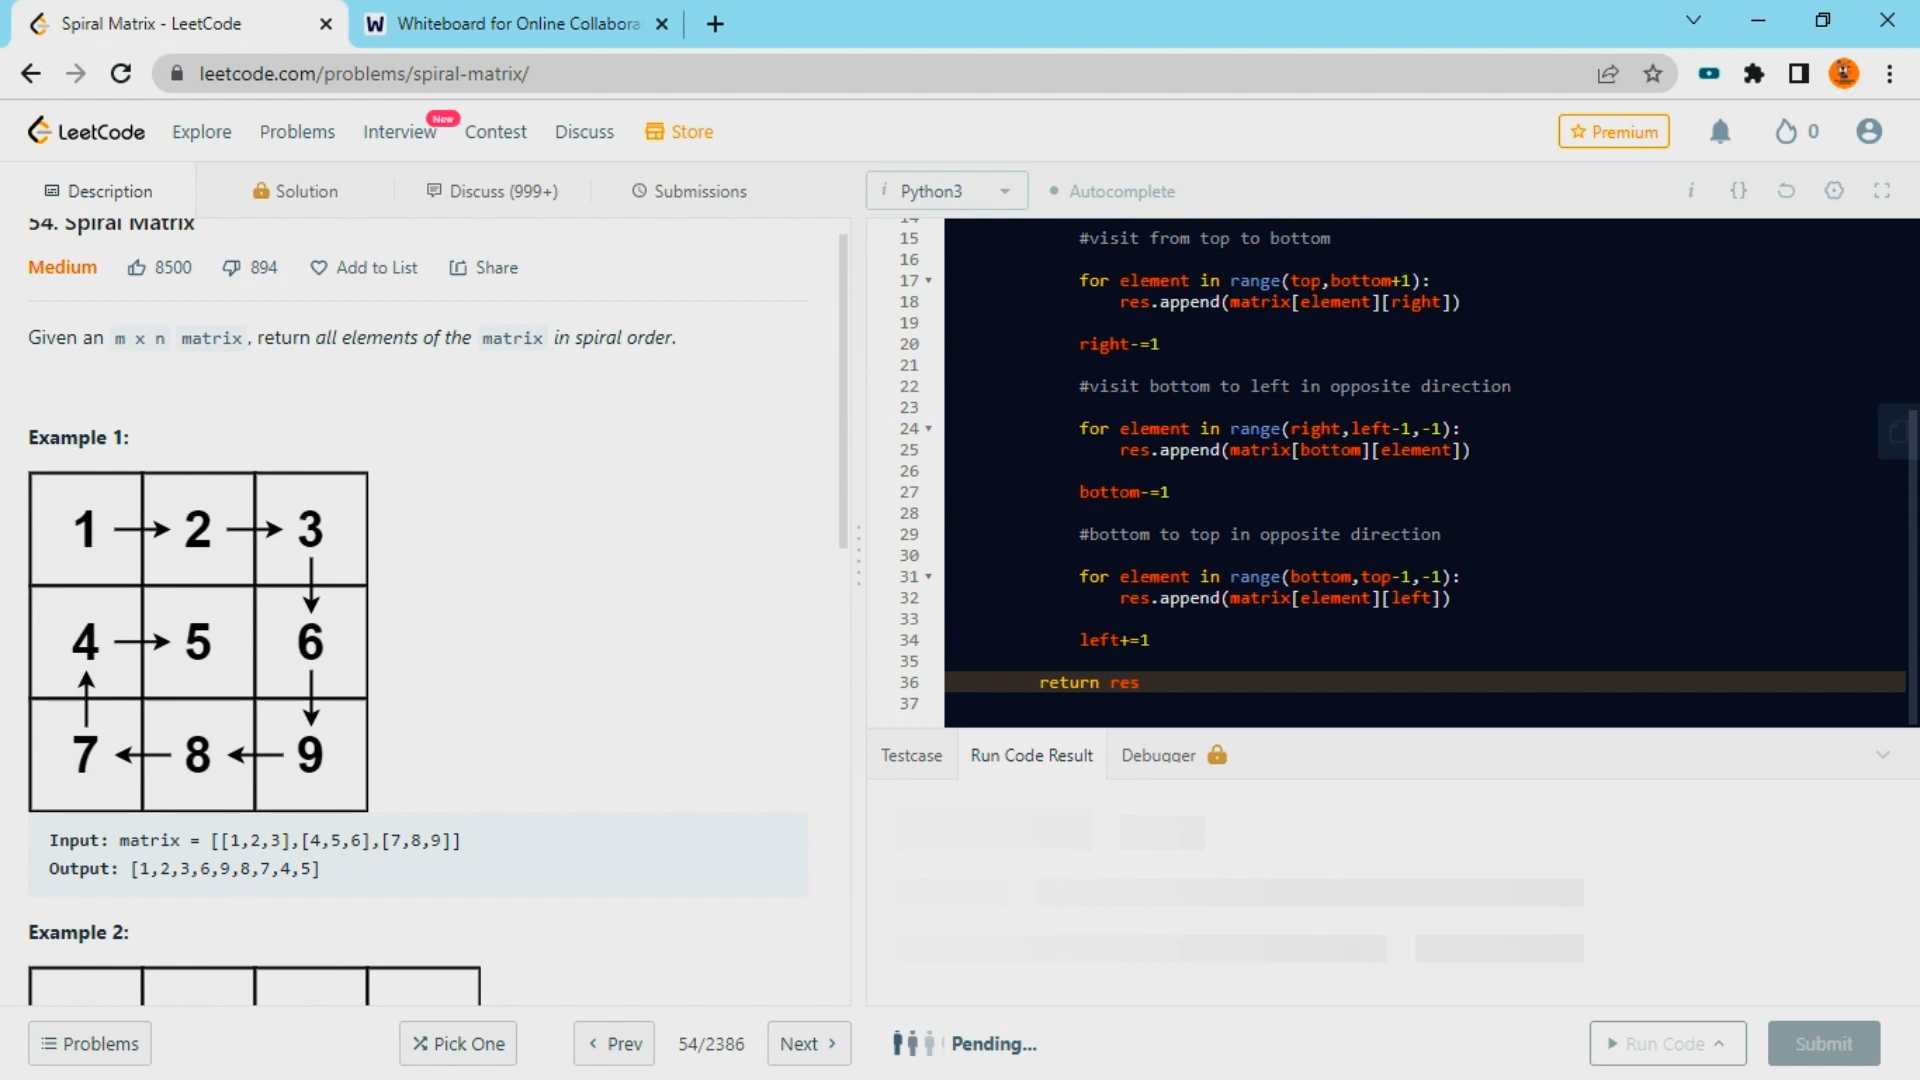 Spiral Matrix - LeetCode
Whiteboard for Online Collabora
leetcode.com/problems/spiral-matrix/
LeetCode
Explore
Problems
Interview
New
Contest
Discuss
Store
Premium
0
Description
Solution
Discuss (999+)
Submissions
54. Spiral Matrix
Medium
8500
894
Add to List
Share
Given an m x n matrix, return all elements of the matrix in spiral order.
Example 1:
1 2 3
4 5 6
7 8 9
Input: matrix = [[1,2,3],[4,5,6],[7,8,9]]
Output: [1,2,3,6,9,8,7,4,5]
Example 2:
Problems
Pick One
Prev
54/2386
Next
i Python3
Autocomplete
i {}
14
15 #visit from top to bottom
16
17 for element in range(top,bottom+1):
18 res.append(matrix[element][right])
19
20 right-=1
21
22 #visit bottom to left in opposite direction
23
24 for element in range(right,left-1,-1):
25 res.append(matrix[bottom][element])
26
27 bottom-=1
28
29 #bottom to top in opposite direction
30
31 for element in range(bottom,top-1,-1):
32 res.append(matrix[element][left])
33
34 left+=1
35
36 return res
37
Testcase
Run Code Result
Debugger
Pending...
Run Code
Submit